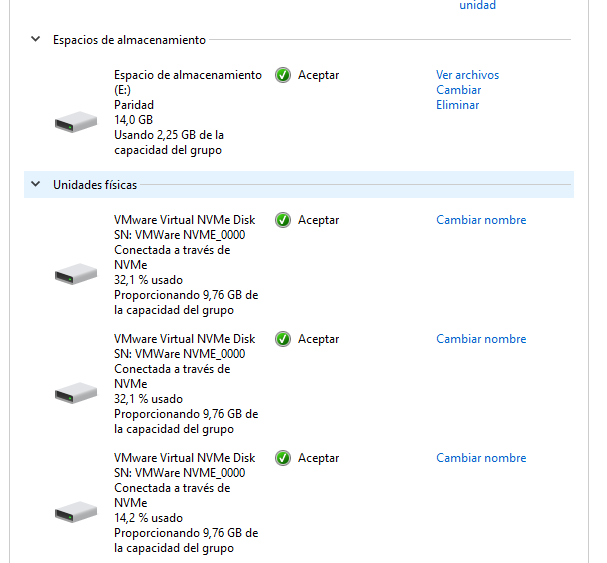 unidad
Espacios de almacenamiento
Espacio de almacenamiento
(E:)
Paridad
14,0 GB
Usando 2,25 GB de la
capacidad del grupo
Aceptar
Ver archivos
Cambiar
Eliminar
Unidades físicas
VMware Virtual NVMe Disk
SN: VMWare NVME_0000
Conectada a través de
NVMe
32,1 % usado
Proporcionando 9,76 GB de
la capacidad del grupo
Aceptar
Cambiar nombre
VMware Virtual NVMe Disk
SN: VMWare NVME_0000
Conectada a través de
NVMe
32,1 % usado
Proporcionando 9,76 GB de
la capacidad del grupo
Aceptar
Cambiar nombre
VMware Virtual NVMe Disk
SN: VMWare NVME_0000
Conectada a través de
NVMe
14,2 % usado
Proporcionando 9,76 GB de
la capacidad del grupo
Aceptar
Cambiar nombre